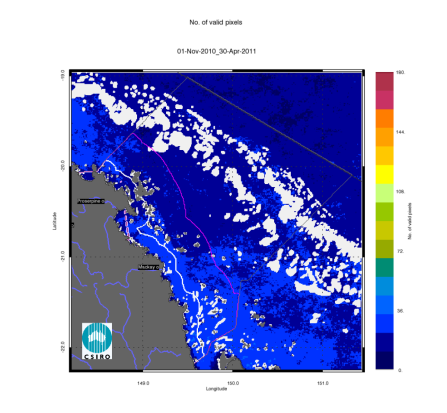 No. of valid pixels
01-Nov-2010_30-Apr-2011
-19.0
-20.0
-21.0
-22.0
Latitude
Proserpine
Mackay
CSIRO
149.0
150.0
151.0
Longitude
180
144
108
72
36
0
No. of valid pixels